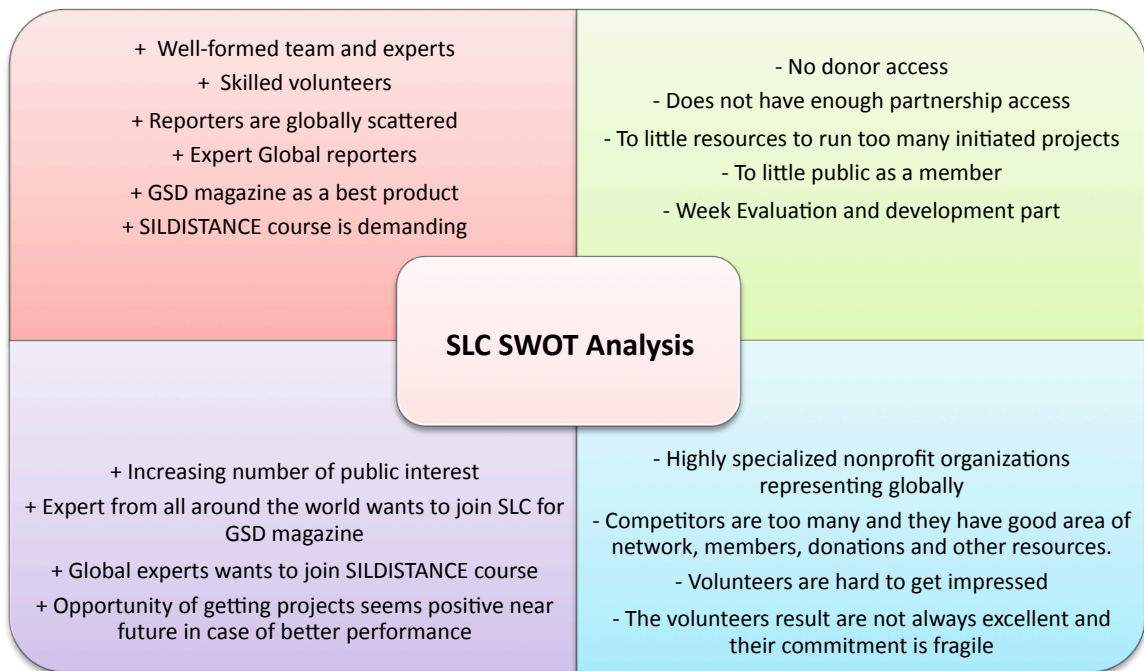 + Well-formed team and experts
+ Skilled volunteers
+ Reporters are globally scattered
+ Expert Global reporters
+ GSD magazine as a best product
+ SILDISTANCE course is demanding
- No donor access
- Does not have enough partnership access
- To little resources to run too many initiated projects
- To little public as a member
- Week Evaluation and development part
SLC SWOT Analysis
+ Increasing number of public interest
+ Expert from all around the world wants to join SLC for
GSD magazine
+ Global experts wants to join SILDISTANCE course
+ Opportunity of getting projects seems positive near
future in case of better performance
- Highly specialized nonprofit organizations
representing globally
- Competitors are too many and they have good area of
network, members, donations and other resources.
- Volunteers are hard to get impressed
- The volunteers result are not always excellent and
their commitment is fragile